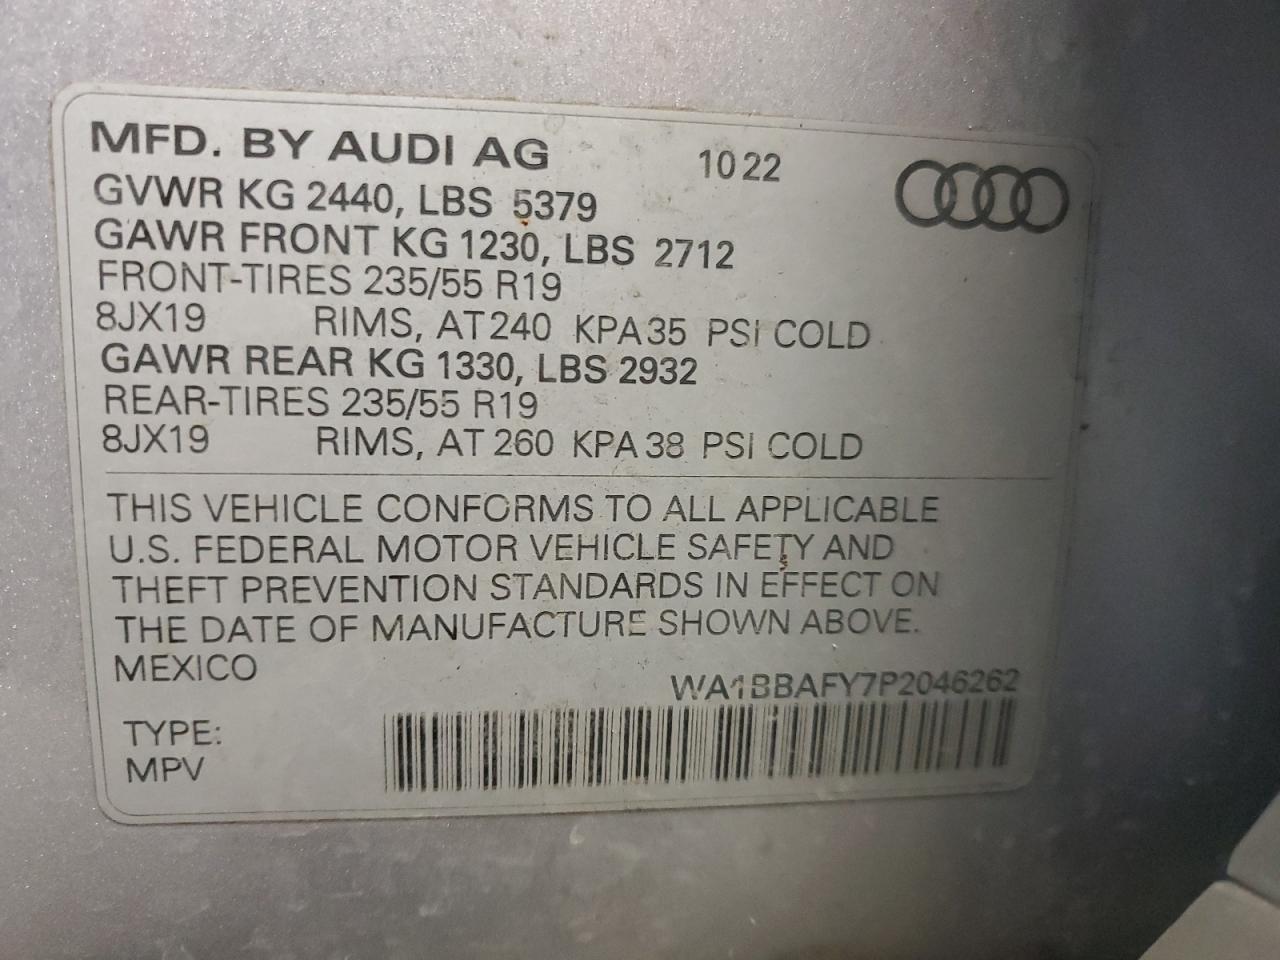 MFD. BY AUDI AG 10 22
GVWR KG 2440, LBS 5379
GAWR FRONT KG 1230, LBS 2712
FRONT-TIRES 235/55 R19
8JX19 RIMS, AT 240 KPA 35 PSI COLD
GAWR REAR KG 1330, LBS 2932
REAR-TIRES 235/55 R19
8JX19 RIMS, AT 260 KPA 38 PSI COLD
THIS VEHICLE CONFORMS TO ALL APPLICABLE
U.S. FEDERAL MOTOR VEHICLE SAFETY AND
THEFT PREVENTION STANDARDS IN EFFECT ON
THE DATE OF MANUFACTURE SHOWN ABOVE.
MEXICO
WA1BBAFY7P2046262
TYPE:
MPV